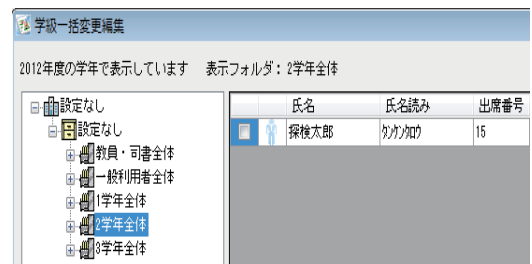 学級一括変更編集
2012年度の学年で表示しています 表示フォルダ：2学年全体
設定なし
設定なし
教員・司書全体
一般利用者全体
1学年全体
2学年全体
3学年全体
氏名 氏名読み 出席番号
探検太郎 タンケンタロウ 15